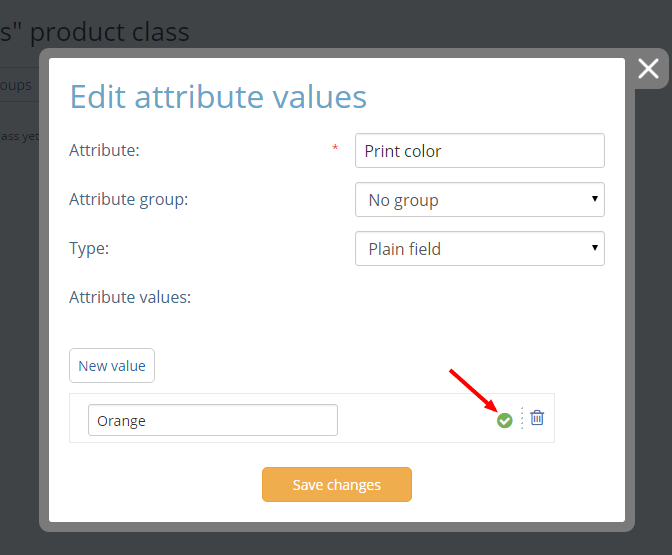 s" product class
oups
ass yet
Edit attribute values
Attribute: * Print color
Attribute group: No group
Type: Plain field
Attribute values:
New value
Orange
Save changes